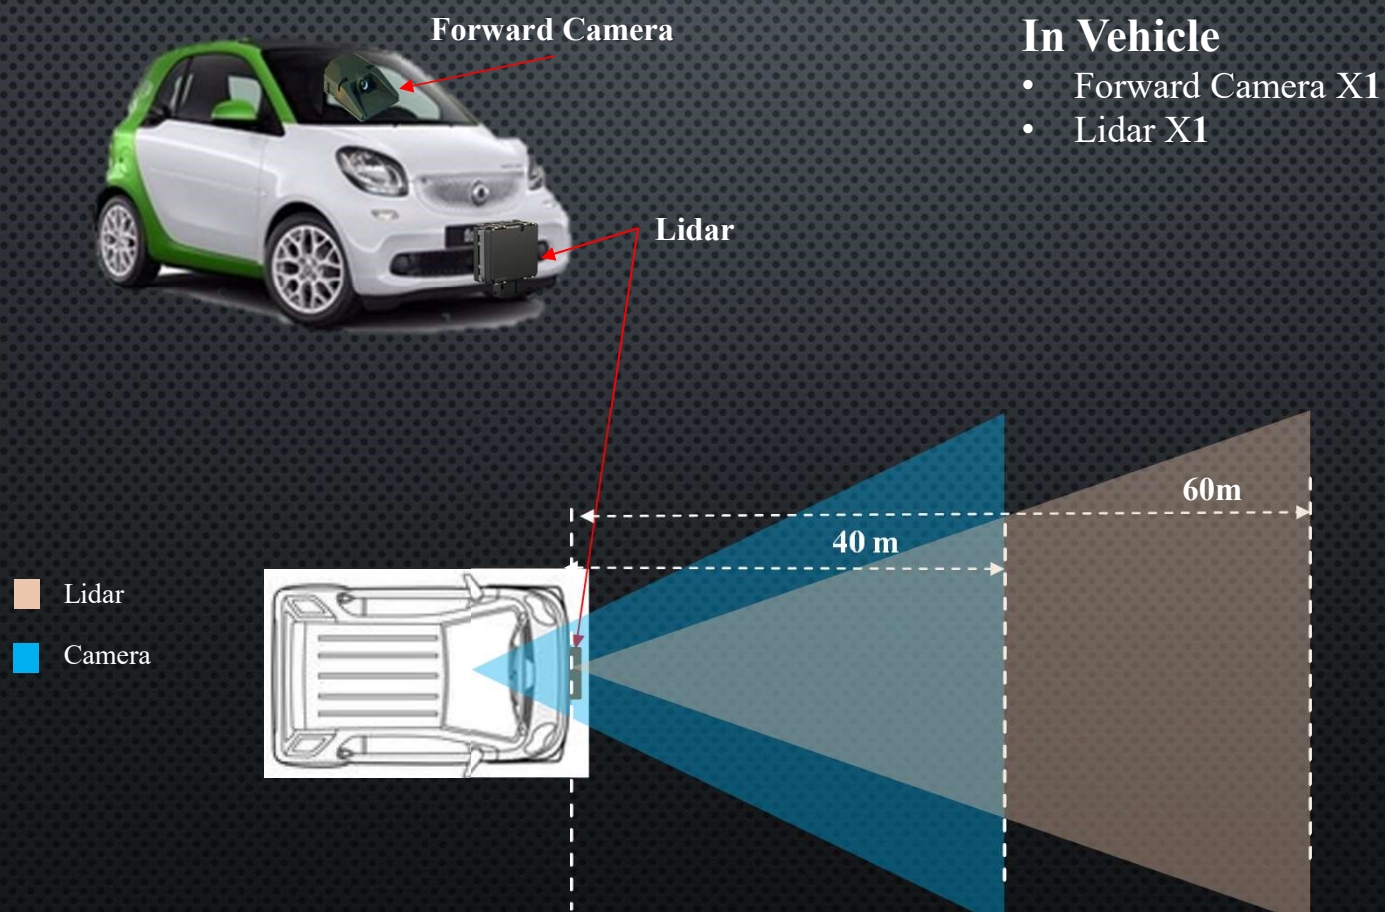 Forward Camera
In Vehicle
• Forward Camera X1
• Lidar X1
Lidar
60m
40 m
Lidar
Camera